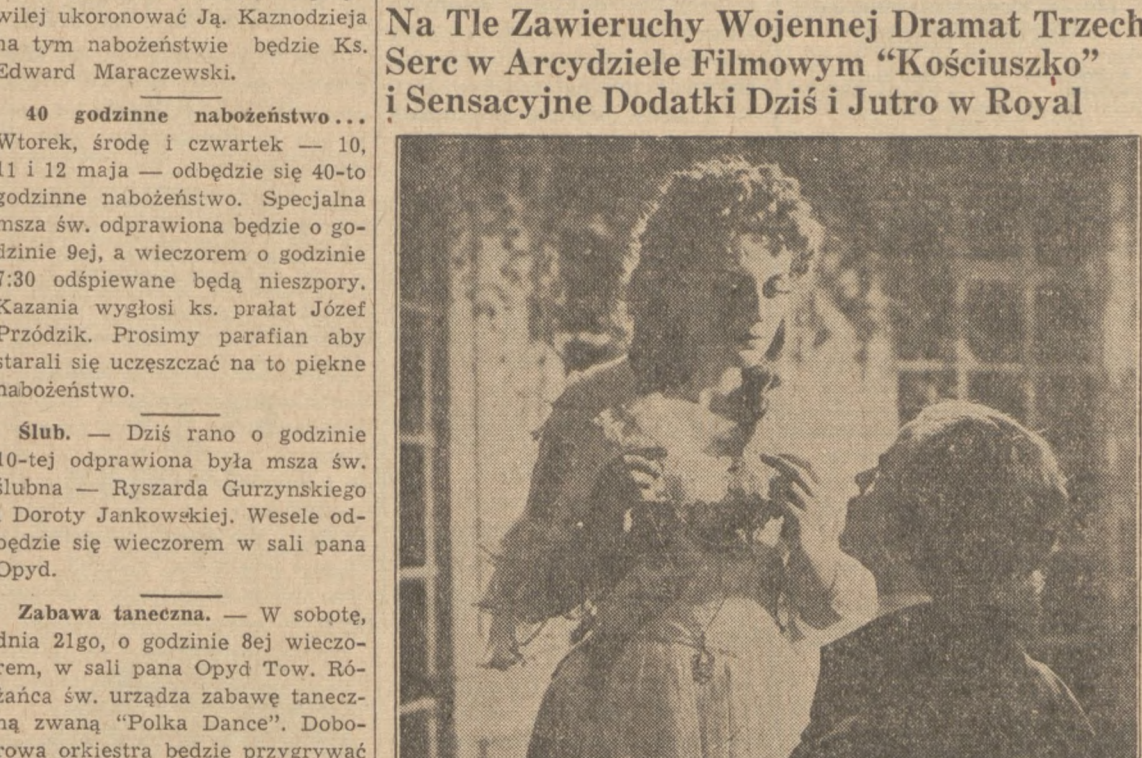 wilej ukoronować Ją. Kaznodzieja
na tym nabożeństwie będzie Ks.
Edward Maraczewski.
40 godzinne nabożeństwo...
Wtorek, środę i czwartek — 10,
11 i 12 maja — odbędzie się 40-to
godzinne nabożeństwo. Specjalna
msza św. odprawiona będzie o go-
dzinie 9ej, a wieczorem o godzinie
7:30 odśpiewane będą nieszpory.
Kazania wygłosi ks. prałat Józef
Przódzik. Prosimy parafian aby
starali się uczęszczać na to piękne
nabożeństwo.
Ślub. — Dziś rano o godzinie
10-tej odprawiona była msza św.
ślubna — Ryszarda Gurzynskiego
i Doroty Jankowskiej. Wesele od-
będzie się wieczorem w sali pana
Opyd.
Zabawa taneczna. — W sobotę,
dnia 21go, o godzinie 8ej wieczo-
rem, w sali pana Opyd Tow. Ró-
żańca św. urządza zabawę tanecz-
ną zwaną “Polka Dance”. Dobo-
rowa orkiestra będzie przygrywać
Na Tle Zawieruchy Wojennej Dramat Trzech
Serc w Arcydziele Filmowym “Kościuszko”
i Sensacyjne Dodatki Dziś i Jutro w Royal